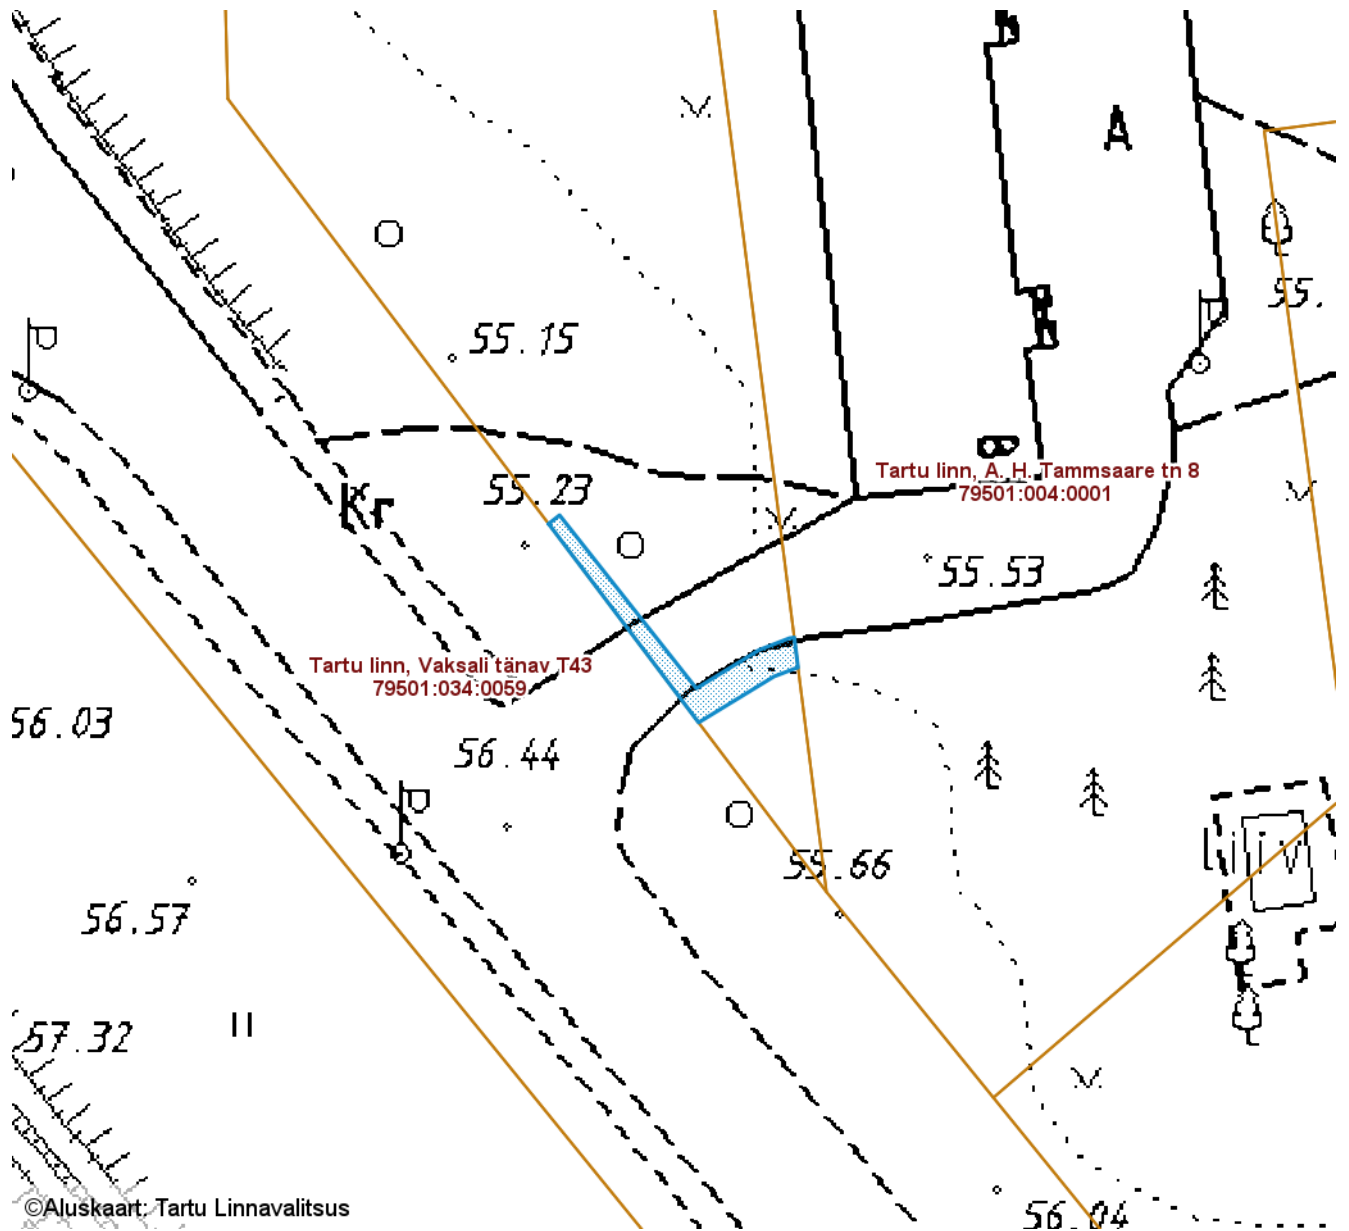 A
55.
55.15
Tartu linn, A. H. Tammsaare tn 8
79501:004:0001
55.23
Kr
55.53
Tartu linn, Vaksali tänav T43
79501:034:0059
56.03
56.44
55.66
56.57
57.32
56.04
©Aluskaart: Tartu Linnavalitsus